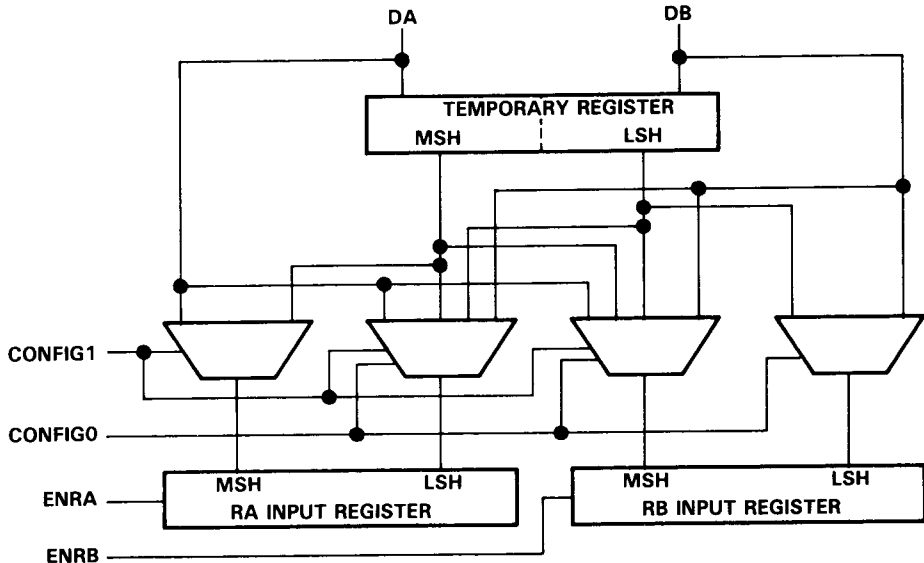 DA
DB
TEMPORARY REGISTER
MSH
LSH
CONFIG1
CONFIG0
MSH
LSH
MSH
LSH
ENRA
RA INPUT REGISTER
RB INPUT REGISTER
ENRB